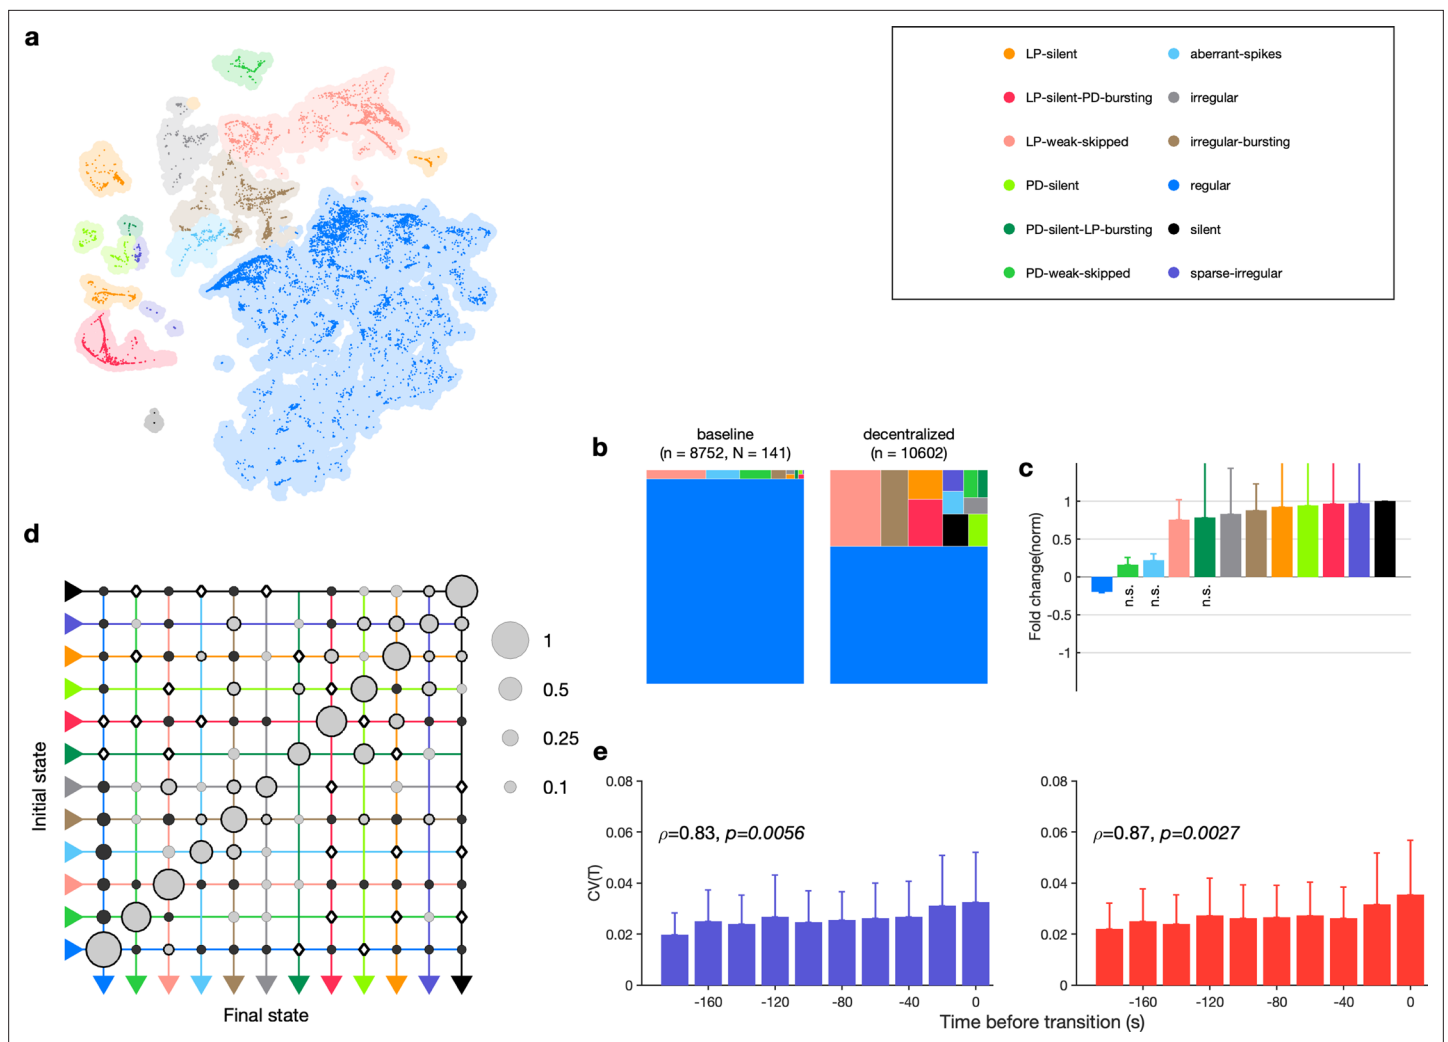 a
LP-silent
LP-silent-PD-bursting
LP-weak-skipped
PD-silent
PD-silent-LP-bursting
PD-weak-skipped
aberrant-spikes
irregular
irregular-bursting
regular
silent
sparse-irregular
b
baseline
(n = 8752, N = 141)
decentralized
(n = 10602)
c
Fold change(norm)
1
0.5
0
-0.5
-1
n.s.
n.s.
n.s.
d
Initial state
Final state
1
0.5
0.25
0.1
e
CV(T)
0.08
0.06
0.04
0.02
0
ρ=0.83, p=0.0056
-160
-120
-80
-40
0
0.08
0.06
0.04
0.02
0
ρ=0.87, p=0.0027
-160
-120
-80
-40
0
Time before transition (s)